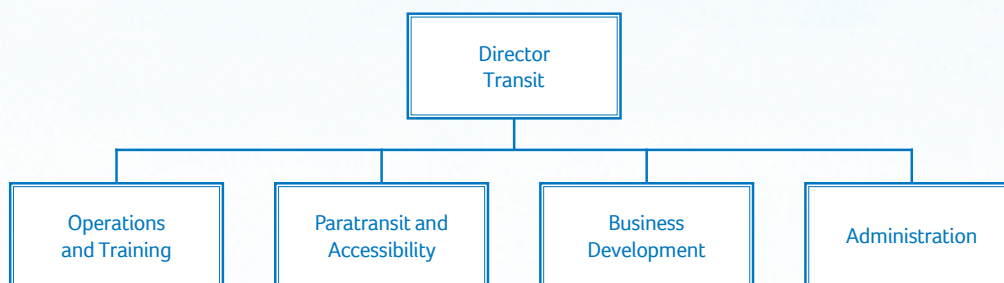 Director
Transit
Operations
and Training
Paratransit and
Accessibility
Business
Development
Administration